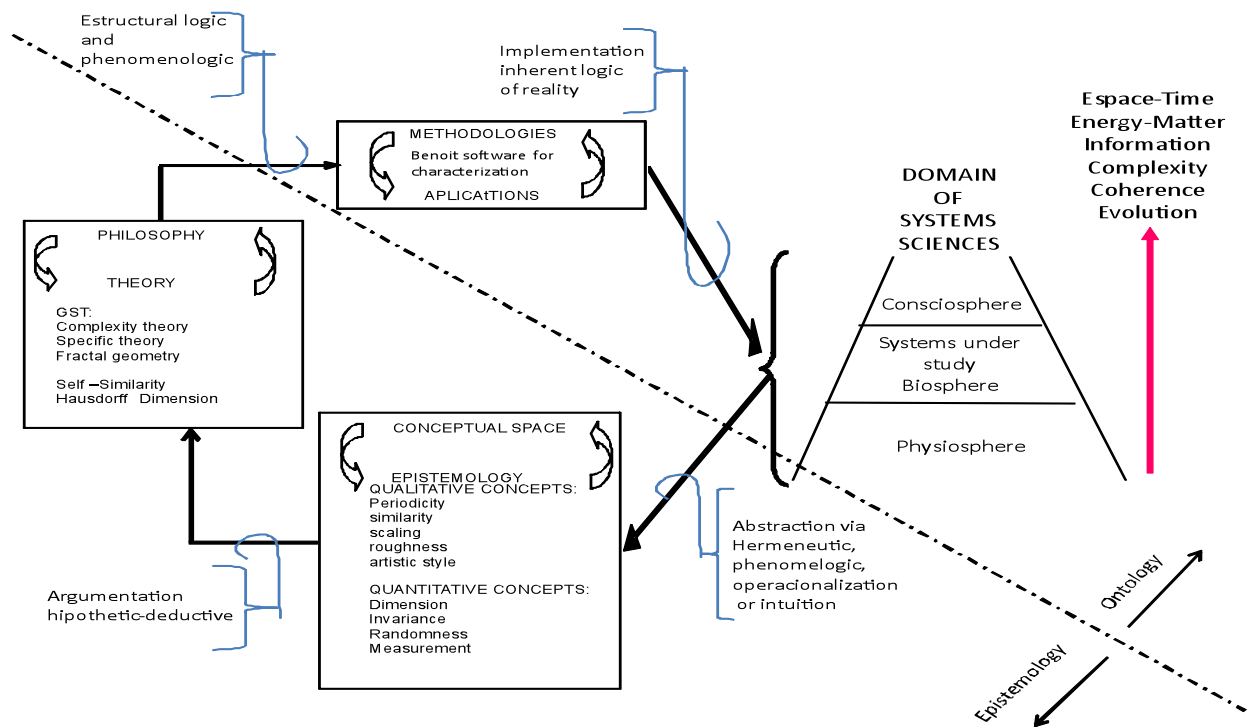 Estructural logic
and
phenomenologic
Implementation
inherent logic
of reality
METHODOLOGIES
Benoit software for
characterization
APLICAtTIONS
Espace-Time
Energy-Matter
Information
Complexity
Coherence
Evolution
DOMAIN
OF
SYSTEMS
SCIENCES
Consciosphere
Systems under
study
Biosphere
Physiosphere
PHILOSOPHY
THEORY
GST:
Complexity theory
Specific theory
Fractal geometry
Self –Similarity
Hausdorff Dimension
CONCEPTUAL SPACE
EPISTEMOLOGY
QUALITATIVE CONCEPTS:
Periodicity
similarity
scaling
roughness
artistic style
QUANTITATIVE CONCEPTS:
Dimension
Invariance
Randomness
Measurement
Argumentation
hipothetic-deductive
Abstraction via
Hermeneutic,
phenomelogic,
operacionalization
or intuition
Ontology
Epistemology